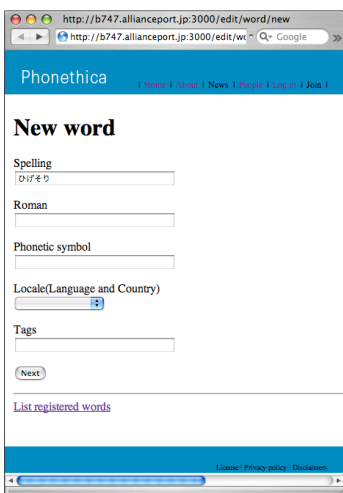 http://b747.allianceport.jp:3000/edit/word/new
http://b747.allianceport.jp:3000/edit/wo
Google
Phonethica
| Home | About | News | People | Log-in | Join |
New word
Spelling
ひげそり
Roman
Phonetic symbol
Locale(Language and Country)
Tags
Next
List registered words
License | Privacy policy | Disclaimers